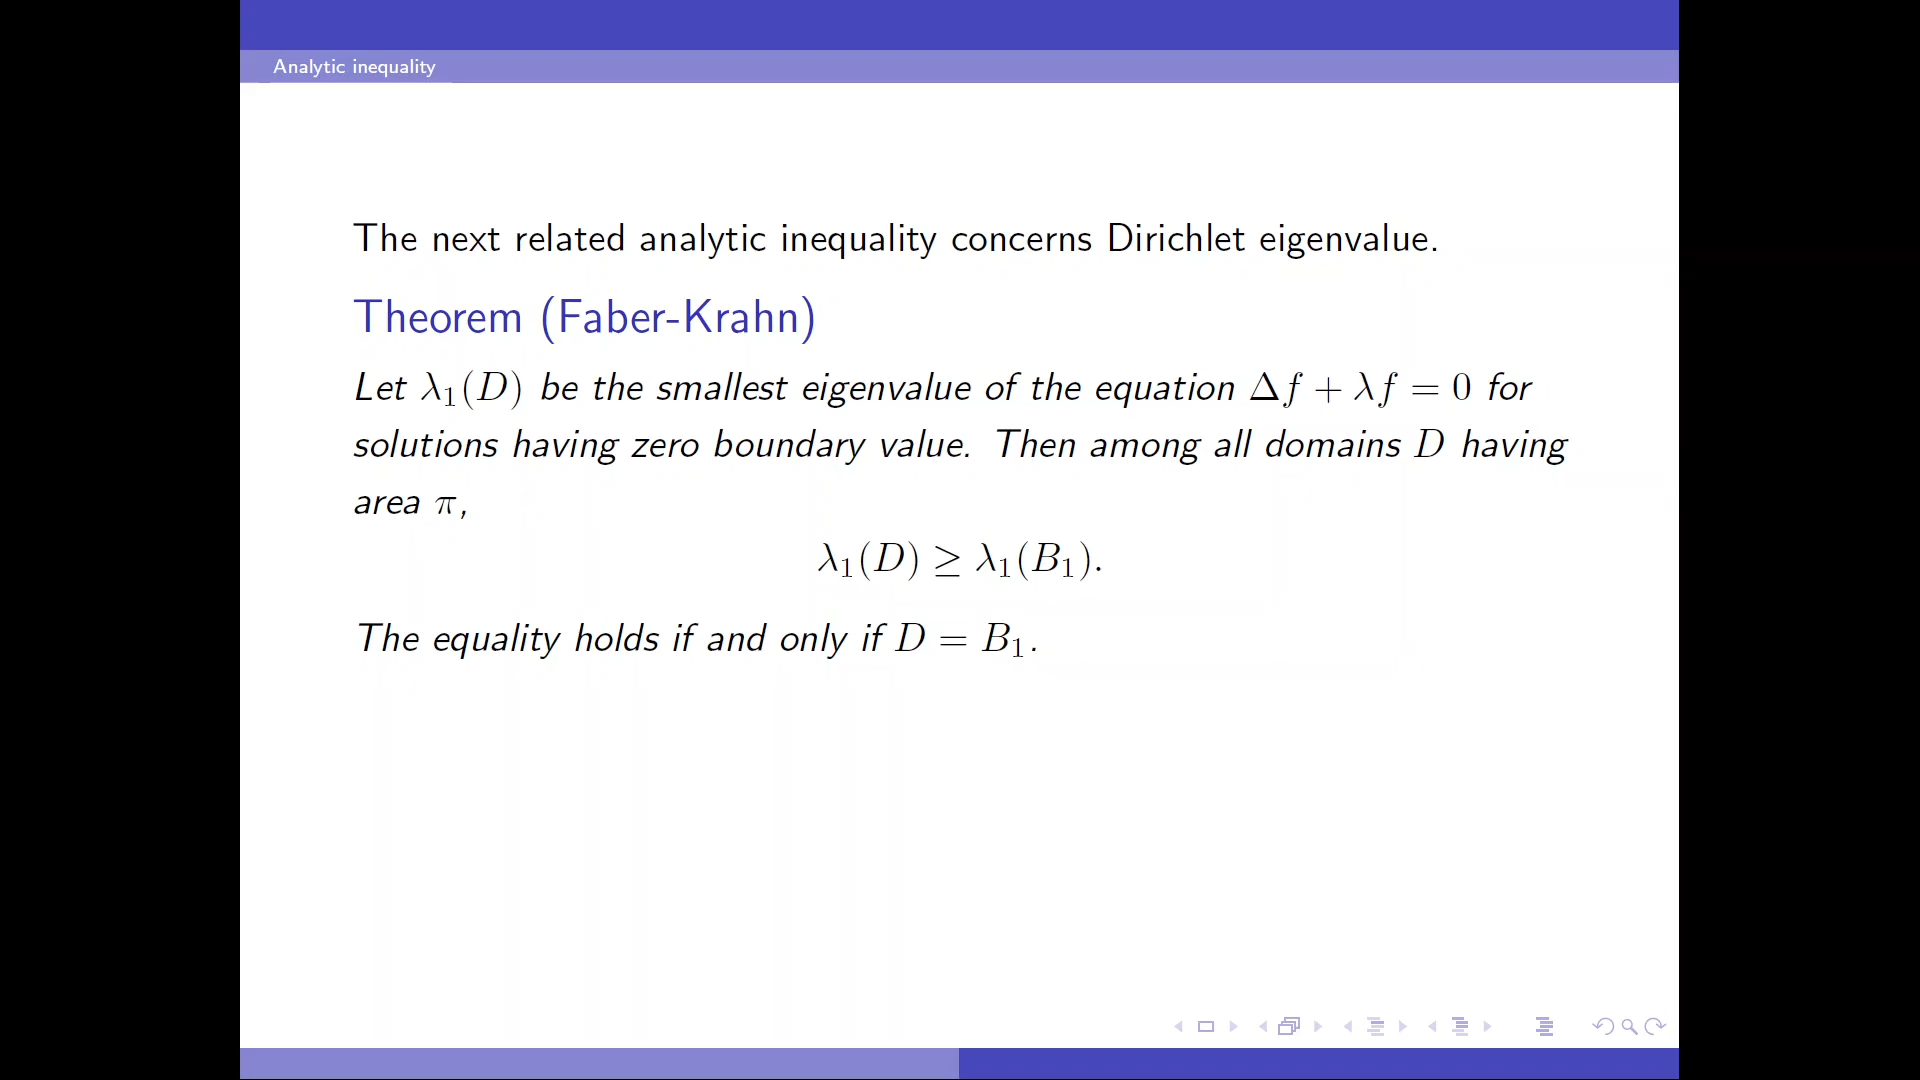 Analytic inequality
The next related analytic inequality concerns Dirichlet eigenvalue.
Theorem (Faber-Krahn)
Let λ₁(D) be the smallest eigenvalue of the equation Δf + λf = 0 for
solutions having zero boundary value. Then among all domains D having
area π,
λ₁(D) ≥ λ₁(B₁).
The equality holds if and only if D = B₁.